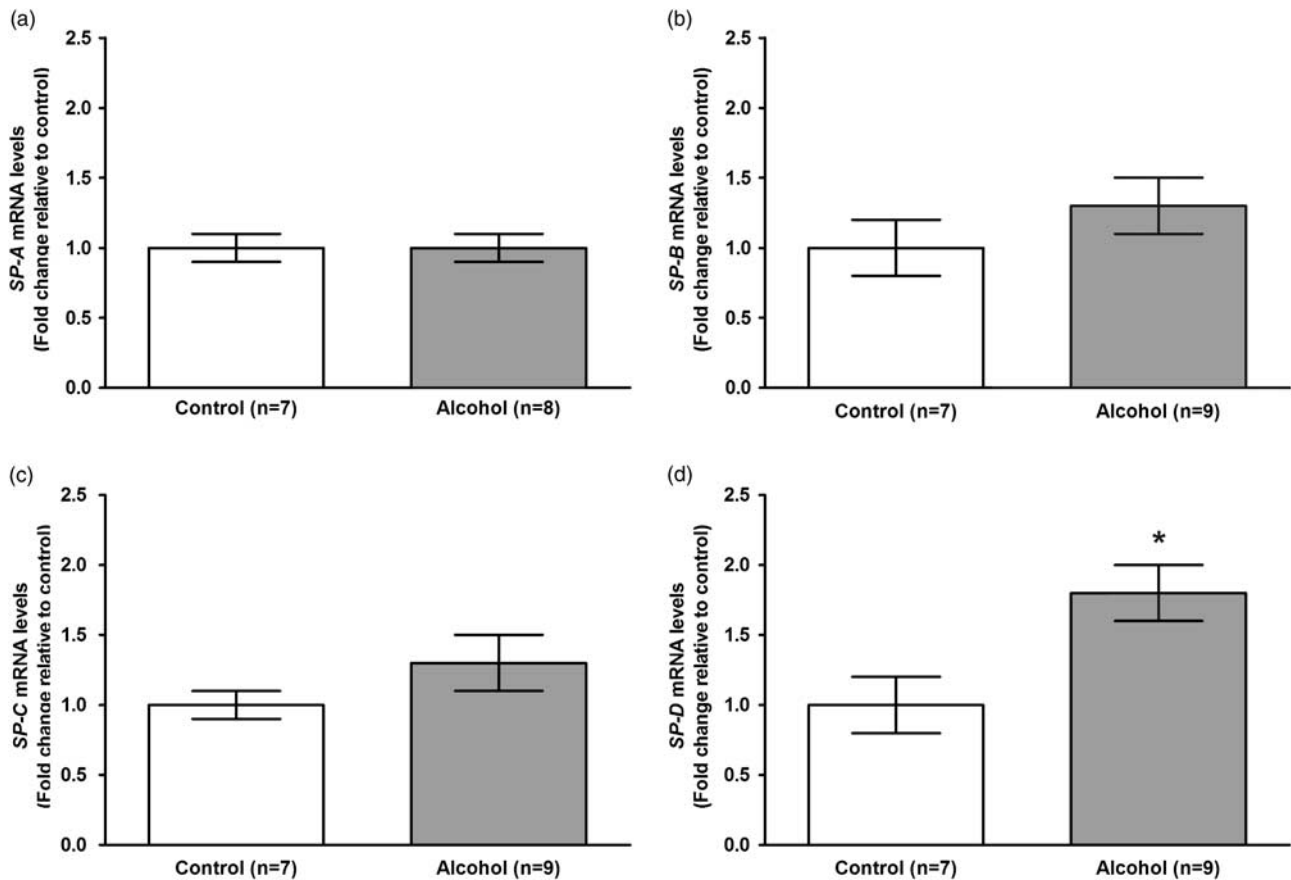 (a)
2.5
2.0
1.5
1.0
0.5
0.0
SP-A mRNA levels
(Fold change relative to control)
Control (n=7)
Alcohol (n=8)
(b)
2.5
2.0
1.5
1.0
0.5
0.0
SP-B mRNA levels
(Fold change relative to control)
Control (n=7)
Alcohol (n=9)
(c)
2.5
2.0
1.5
1.0
0.5
0.0
SP-C mRNA levels
(Fold change relative to control)
Control (n=7)
Alcohol (n=9)
(d)
2.5
2.0
1.5
1.0
0.5
0.0
SP-D mRNA levels
(Fold change relative to control)
*
Control (n=7)
Alcohol (n=9)